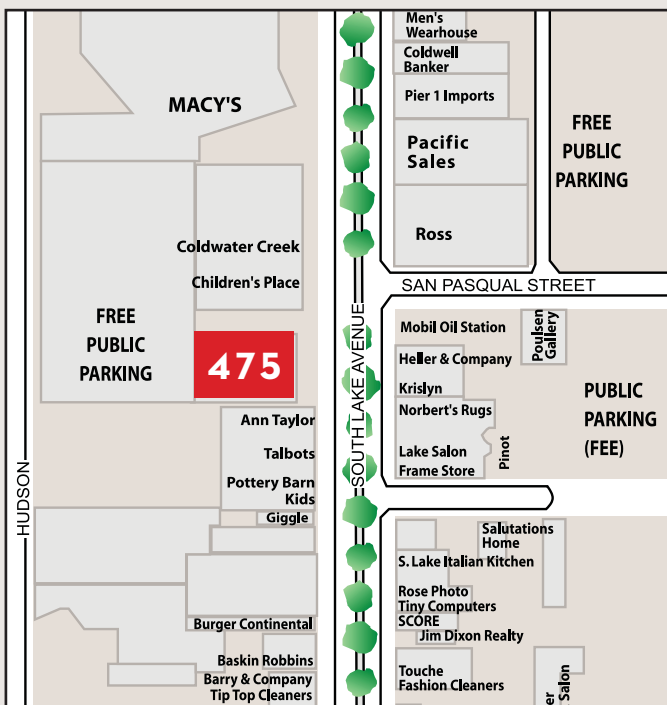 Men's
Wearhouse
Coldwell
Banker
Pier 1 Imports
MACY'S
FREE
PUBLIC
PARKING
Pacific
Sales
Ross
Coldwater Creek
Children's Place
SAN PASQUAL STREET
FREE
PUBLIC
PARKING
475
SOUTH LAKE AVENUE
Mobil Oil Station
Poulsen
Gallery
Heller & Company
Krislyn
Norbert's Rugs
PUBLIC
PARKING
(FEE)
Lake Salon
Frame Store
Pinot
Ann Taylor
Talbots
Pottery Barn
Kids
Giggle
HUDSON
Salutations
Home
S. Lake Italian Kitchen
Rose Photo
Tiny Computers
SCORE
Jim Dixon Realty
Burger Continental
Baskin Robbins
Barry & Company
Tip Top Cleaners
Touche
Fashion Cleaners
Salon